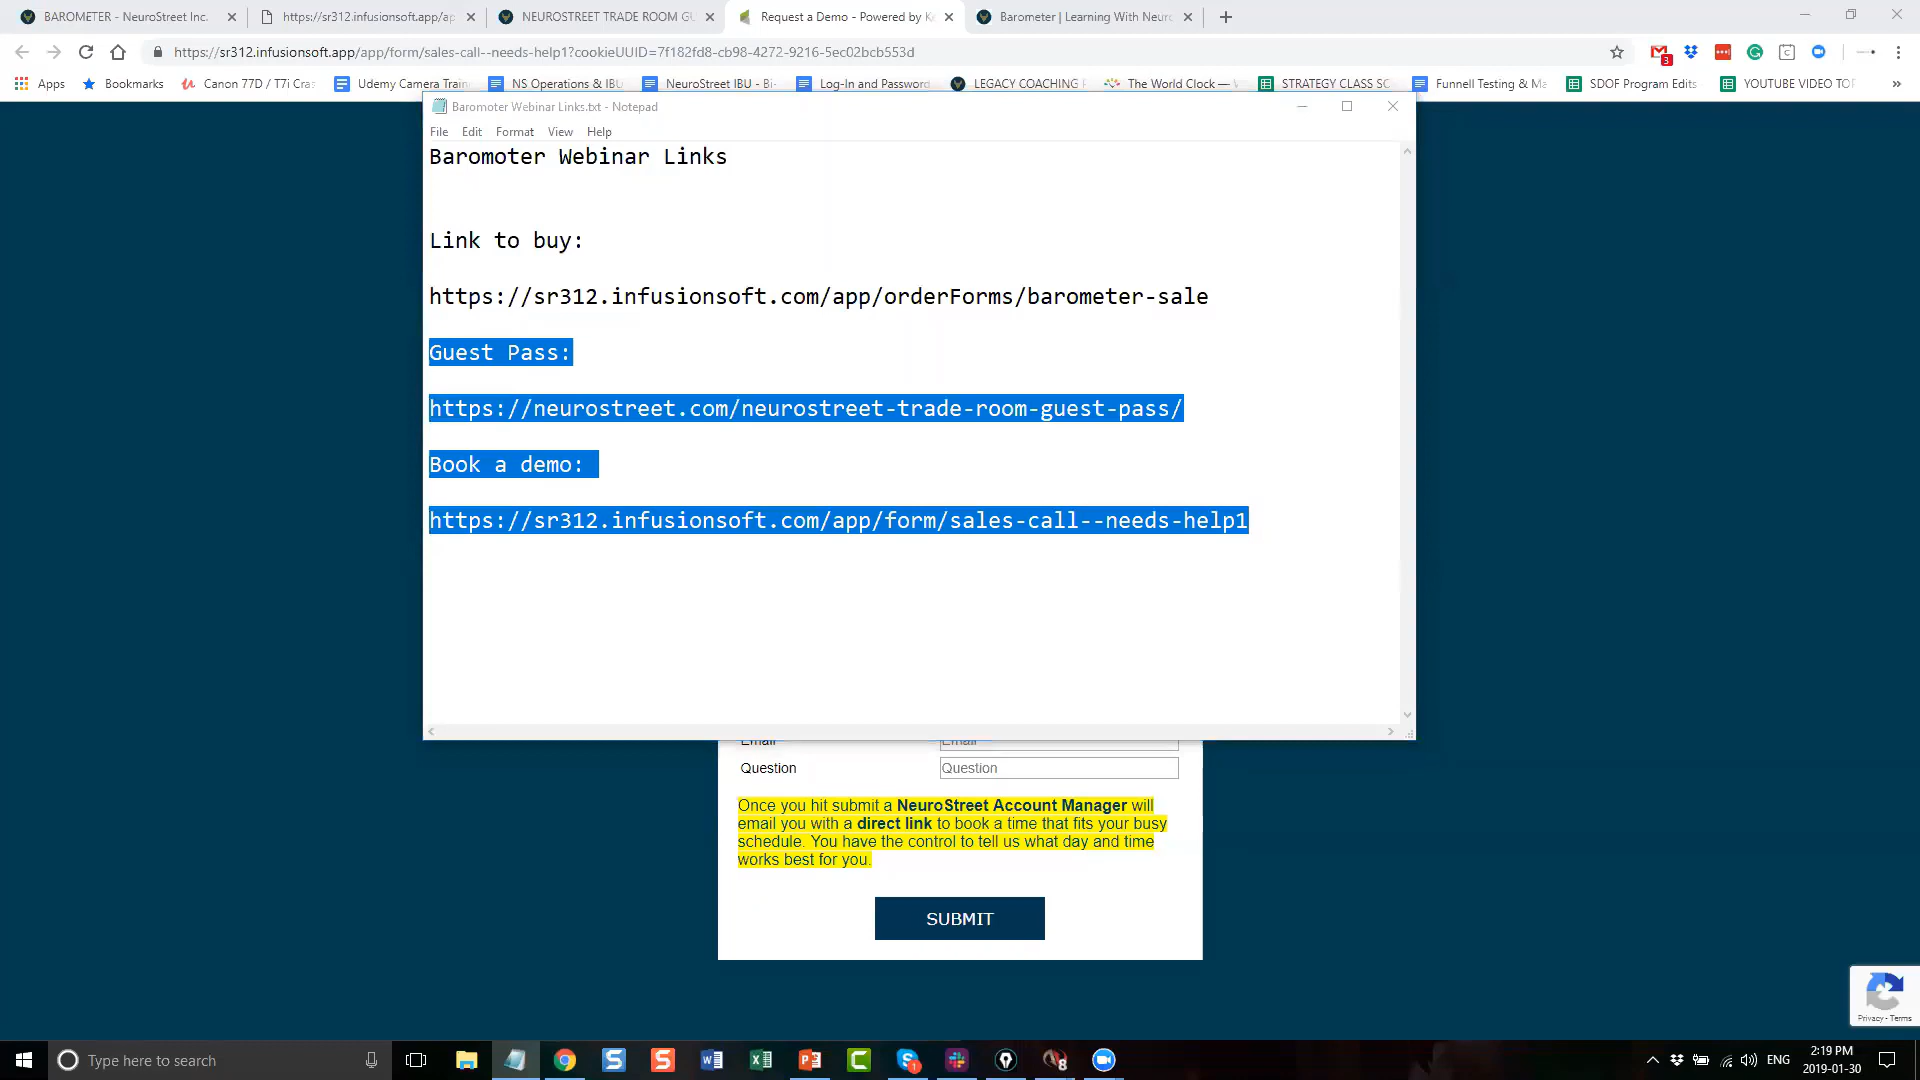 BAROMETER - NeuroStreet Inc.
https://sr312.infusionsoft.app/ap
NEUROSTREET TRADE ROOM GU
Request a Demo - Powered by Ke
Barometer | Learning With Neuro
https://sr312.infusionsoft.app/app/form/sales-call--needs-help1?cookieUUID=7f182fd8-cb98-4272-9216-5ec02bcb553d
3
Apps
Bookmarks
Canon 77D / T7i Cras
Udemy Camera Train
NS Operations & IBU
NeuroStreet IBU - Bi-
Log-In and Password
LEGACY COACHING
The World Clock —
STRATEGY CLASS SC
Funnell Testing & Ma
SDOF Program Edits
YOUTUBE VIDEO TOP
Baromoter Webinar Links.txt - Notepad
File Edit Format View Help
Baromoter Webinar Links
Link to buy:
https://sr312.infusionsoft.com/app/orderForms/barometer-sale
Guest Pass:
https://neurostreet.com/neurostreet-trade-room-guest-pass/
Book a demo:
https://sr312.infusionsoft.com/app/form/sales-call--needs-help1
Email Email
Question Question
Once you hit submit a NeuroStreet Account Manager will
email you with a direct link to book a time that fits your busy
schedule. You have the control to tell us what day and time
works best for you.
SUBMIT
Privacy - Terms
Type here to search
ENG
2:19 PM
2019-01-30